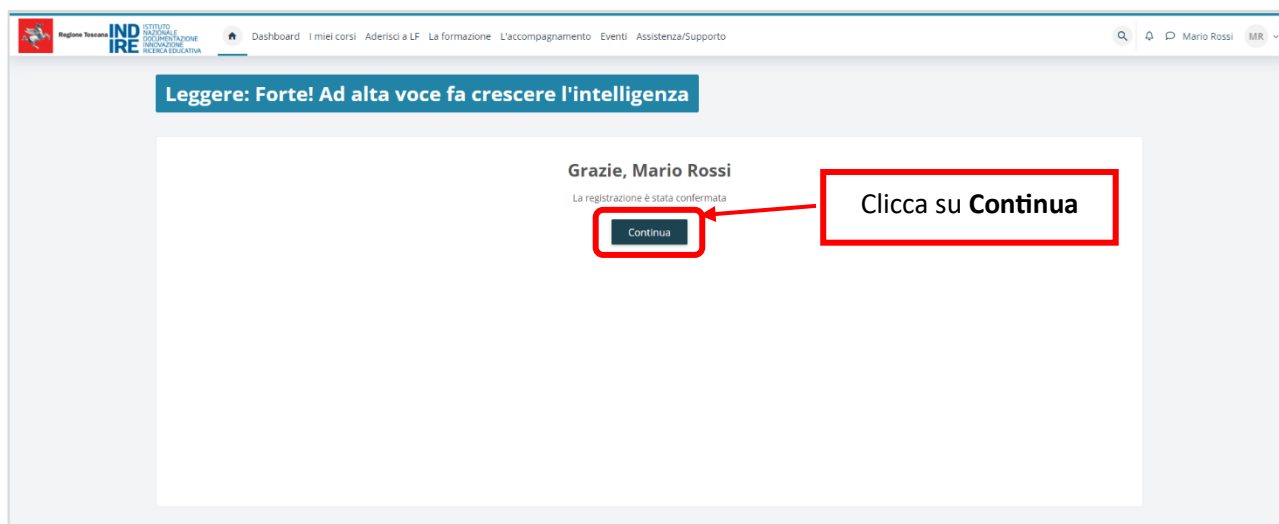 Regione Toscana
IND
IRE
ISTITUTO
NAZIONALE
DOCUMENTAZIONE
INNOVAZIONE
RICERCA EDUCATIVA
Dashboard I miei corsi Aderisci a LF La formazione L'accompagnamento Eventi Assistenza/Supporto
Mario Rossi MR
Leggere: Forte! Ad alta voce fa crescere l'intelligenza
Grazie, Mario Rossi
La registrazione è stata confermata
Clicca su Continua
Continua